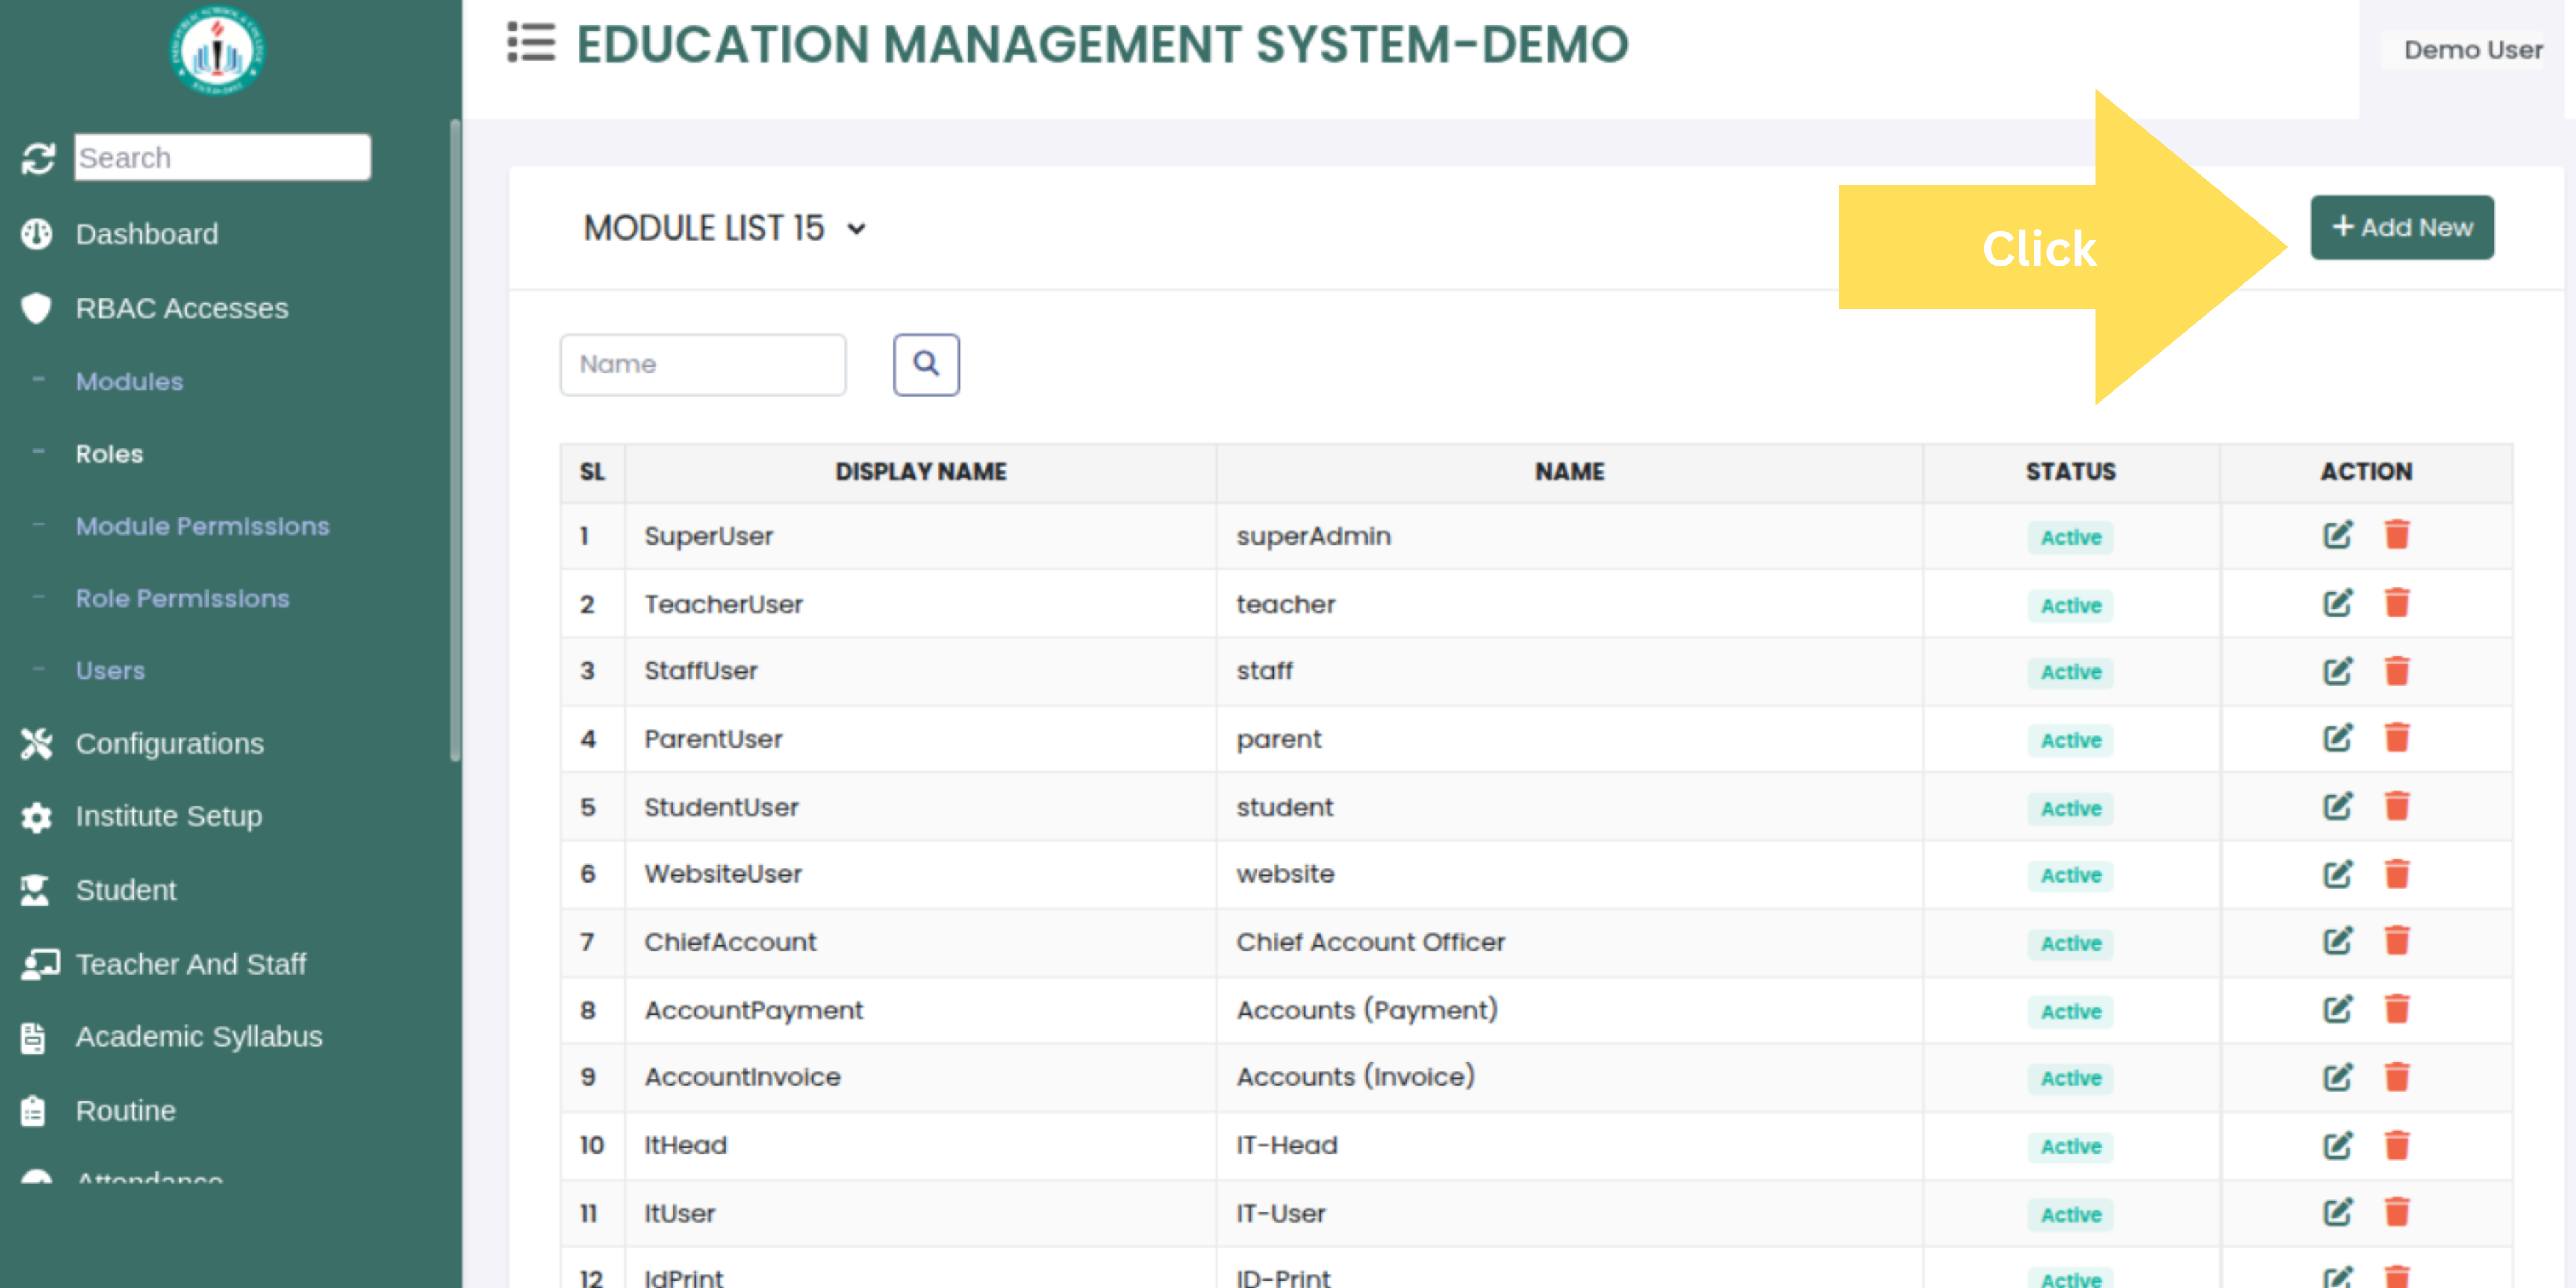 EDUCATION MANAGEMENT SYSTEM-DEMO
Demo User
Search
Dashboard
RBAC Accesses
- Modules
- Roles
- Module Permissions
- Role Permissions
- Users
Configurations
Institute Setup
Student
Teacher And Staff
Academic Syllabus
Routine
Attendance
MODULE LIST 15
Click
+ Add New
Name
SL DISPLAY NAME NAME STATUS ACTION
1 SuperUser superAdmin Active
2 TeacherUser teacher Active
3 StaffUser staff Active
4 ParentUser parent Active
5 StudentUser student Active
6 WebsiteUser website Active
7 ChiefAccount Chief Account Officer Active
8 AccountPayment Accounts (Payment) Active
9 AccountInvoice Accounts (Invoice) Active
10 ItHead IT-Head Active
11 ItUser IT-User Active
12 IdPrint ID-Print Active